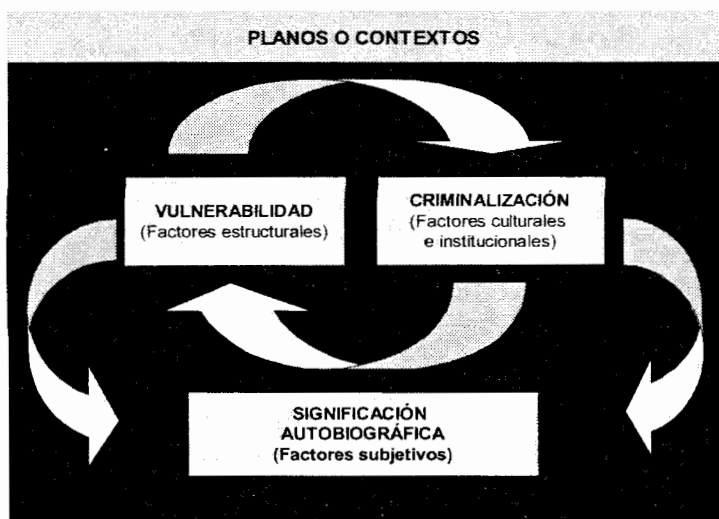 PLANOS O CONTEXTOS
VULNERABILIDAD
(Factores estructurales)
CRIMINALIZACIÓN
(Factores culturales
e institucionales)
SIGNIFICACIÓN
AUTOBIOGRÁFICA
(Factores subjetivos)